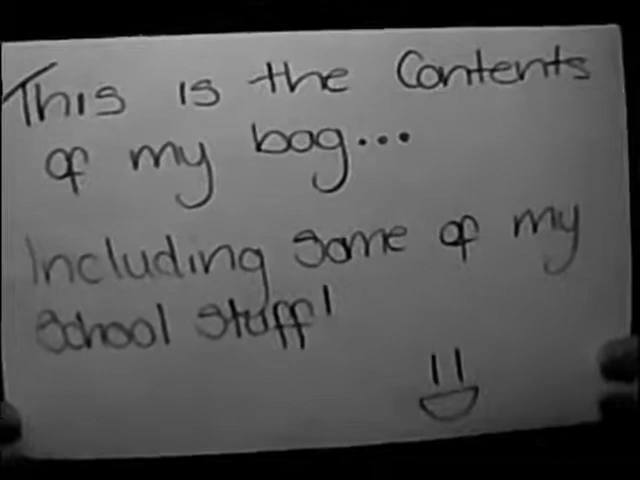 This is the Contents
of my bag...
Including some of my
School stuff!